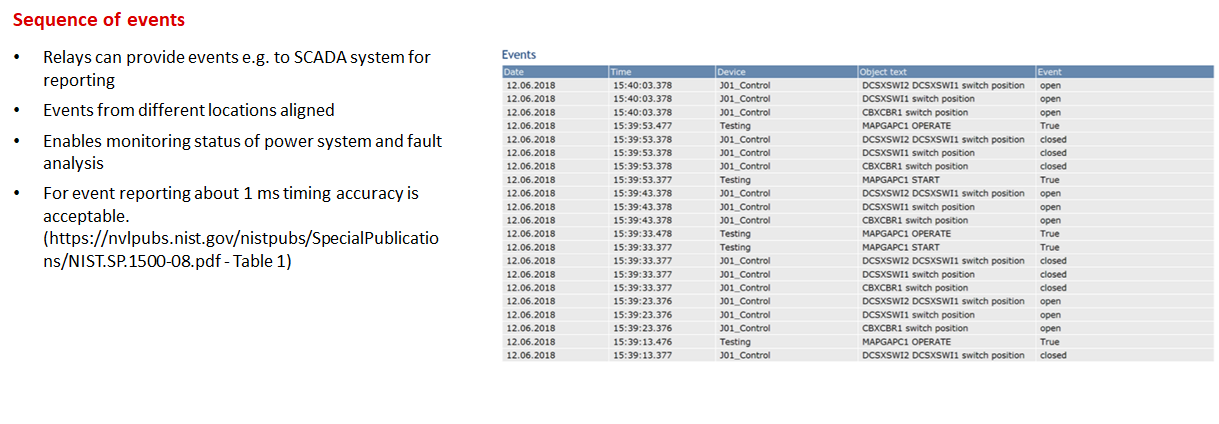 Sequence of events
• Relays can provide events e.g. to SCADA system for
reporting
• Events from different locations aligned
• Enables monitoring status of power system and fault
analysis
• For event reporting about 1 ms timing accuracy is
acceptable.
(https://nvlpubs.nist.gov/nistpubs/SpecialPublicatio
ns/NIST.SP.1500-08.pdf - Table 1)
Events
Date Time Device Object text Event
12.06.2018 15:40:03.378 J01_Control DCSXSWI2 DCSXSWI1 switch position open
12.06.2018 15:40:03.378 J01_Control DCSXSWI1 switch position open
12.06.2018 15:40:03.378 J01_Control CBXCBR1 switch position open
12.06.2018 15:39:53.477 Testing MAPGAPC1 OPERATE True
12.06.2018 15:39:53.378 J01_Control DCSXSWI2 DCSXSWI1 switch position closed
12.06.2018 15:39:53.378 J01_Control DCSXSWI1 switch position closed
12.06.2018 15:39:53.378 J01_Control CBXCBR1 switch position closed
12.06.2018 15:39:53.377 Testing MAPGAPC1 START True
12.06.2018 15:39:43.378 J01_Control DCSXSWI2 DCSXSWI1 switch position open
12.06.2018 15:39:43.378 J01_Control DCSXSWI1 switch position open
12.06.2018 15:39:43.378 J01_Control CBXCBR1 switch position open
12.06.2018 15:39:33.478 Testing MAPGAPC1 OPERATE True
12.06.2018 15:39:33.377 Testing MAPGAPC1 START True
12.06.2018 15:39:33.377 J01_Control DCSXSWI2 DCSXSWI1 switch position closed
12.06.2018 15:39:33.377 J01_Control DCSXSWI1 switch position closed
12.06.2018 15:39:33.377 J01_Control CBXCBR1 switch position closed
12.06.2018 15:39:23.376 J01_Control DCSXSWI2 DCSXSWI1 switch position open
12.06.2018 15:39:23.376 J01_Control DCSXSWI1 switch position open
12.06.2018 15:39:23.376 J01_Control CBXCBR1 switch position open
12.06.2018 15:39:13.476 Testing MAPGAPC1 OPERATE True
12.06.2018 15:39:13.377 J01_Control DCSXSWI2 DCSXSWI1 switch position closed